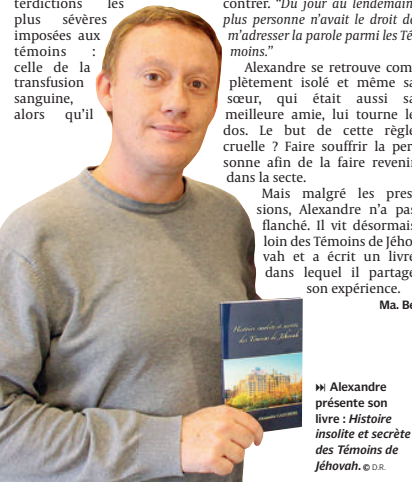 terdictions les
plus sévères
imposées aux
témoins :
celle de la
transfusion
sanguine,
alors qu'il
contrer. “Du jour au lendemain
plus personne n'avait le droit de
m'adresser la parole parmi les Té
moins.”
Alexandre se retrouve com
plètement isolé et même sa
sœur, qui était aussi sa
meilleure amie, lui tourne le
dos. Le but de cette règle
cruelle ? Faire souffrir la per
sonne afin de la faire revenir
dans la secte.
Mais malgré les pres
sions, Alexandre n'a pas
flanché. Il vit désormais
loin des Témoins de Jého
vah et a écrit un livre
dans lequel il partage
son expérience.
Ma. Be
Histoire insolite et secrète
des Témoins de Jéhovah
Alexandre
présente son
livre : Histoire
insolite et secrète
des Témoins de
Jéhovah. © D.R.